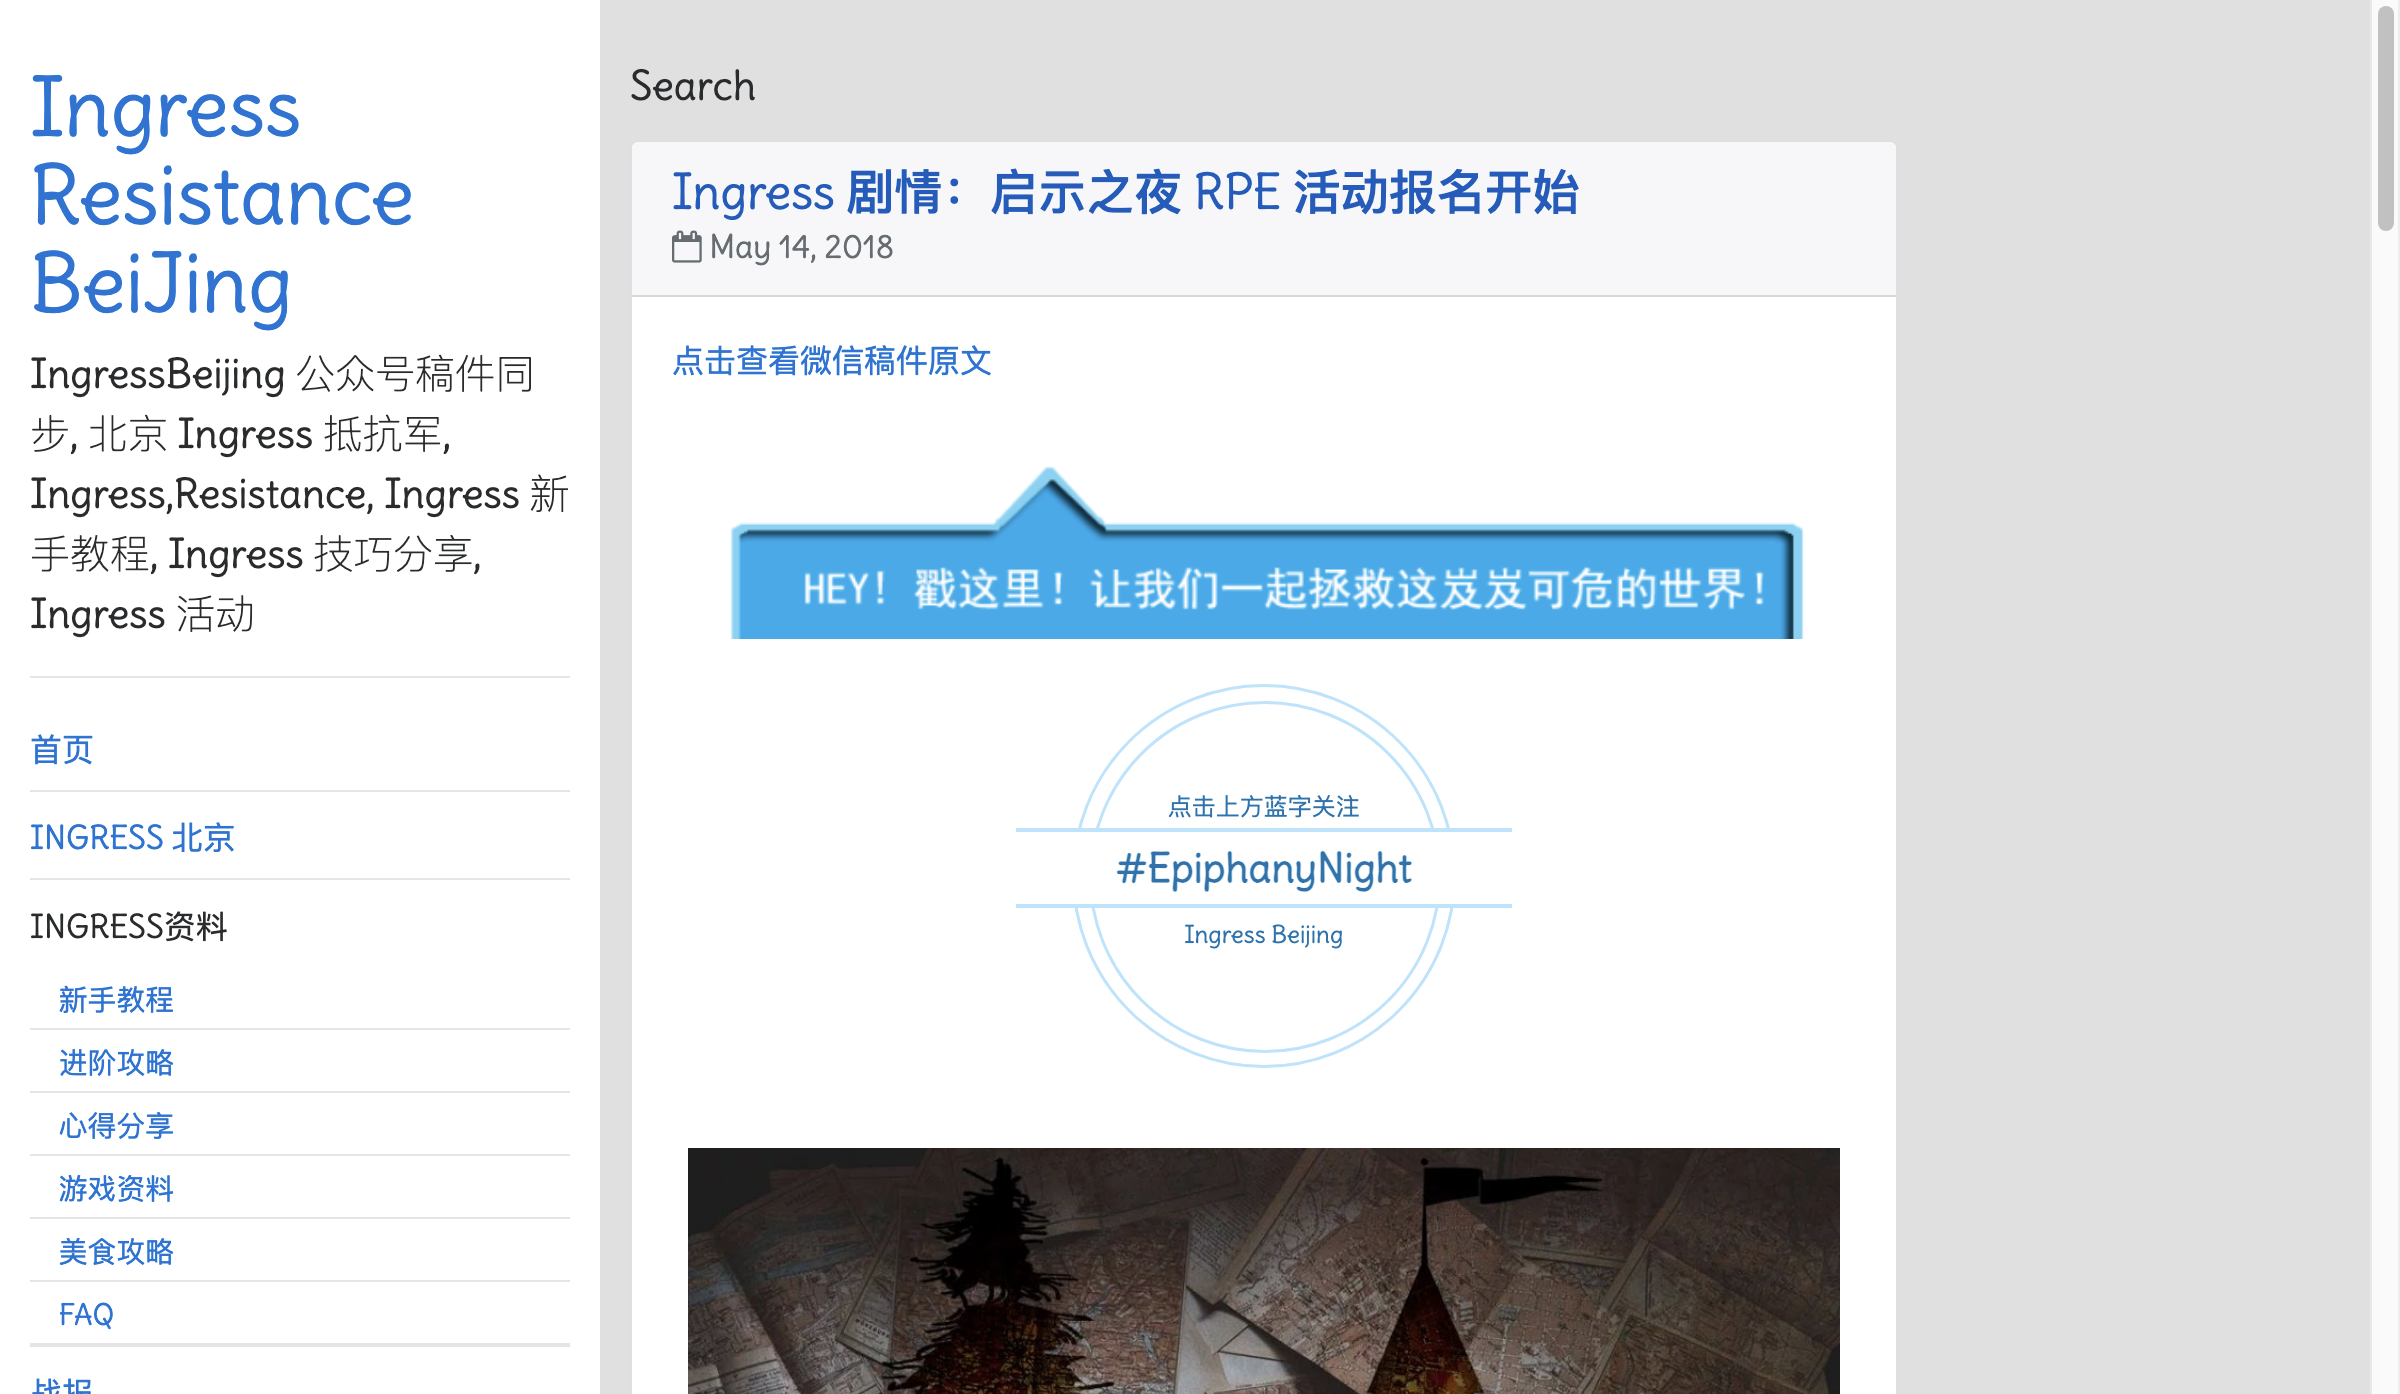 Ingress
Resistance
BeiJing
IngressBeijing 公众号稿件同
步, 北京 Ingress 抵抗军,
Ingress,Resistance, Ingress 新
手教程, Ingress 技巧分享,
Ingress 活动
首页
INGRESS 北京
INGRESS资料
新手教程
进阶攻略
心得分享
游戏资料
美食攻略
FAQ
战报
Search
Ingress 剧情：启示之夜 RPE 活动报名开始
May 14, 2018
点击查看微信稿件原文
HEY! 戳这里! 让我们一起拯救这岌岌可危的世界!
点击上方蓝字关注
#EpiphanyNight
Ingress Beijing